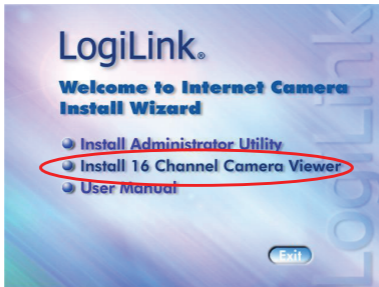 LogiLink®
Welcome to Internet Camera
Install Wizard
Install Administrator Utility
Install 16 Channel Camera Viewer
User Manual
Exit
LogiLink